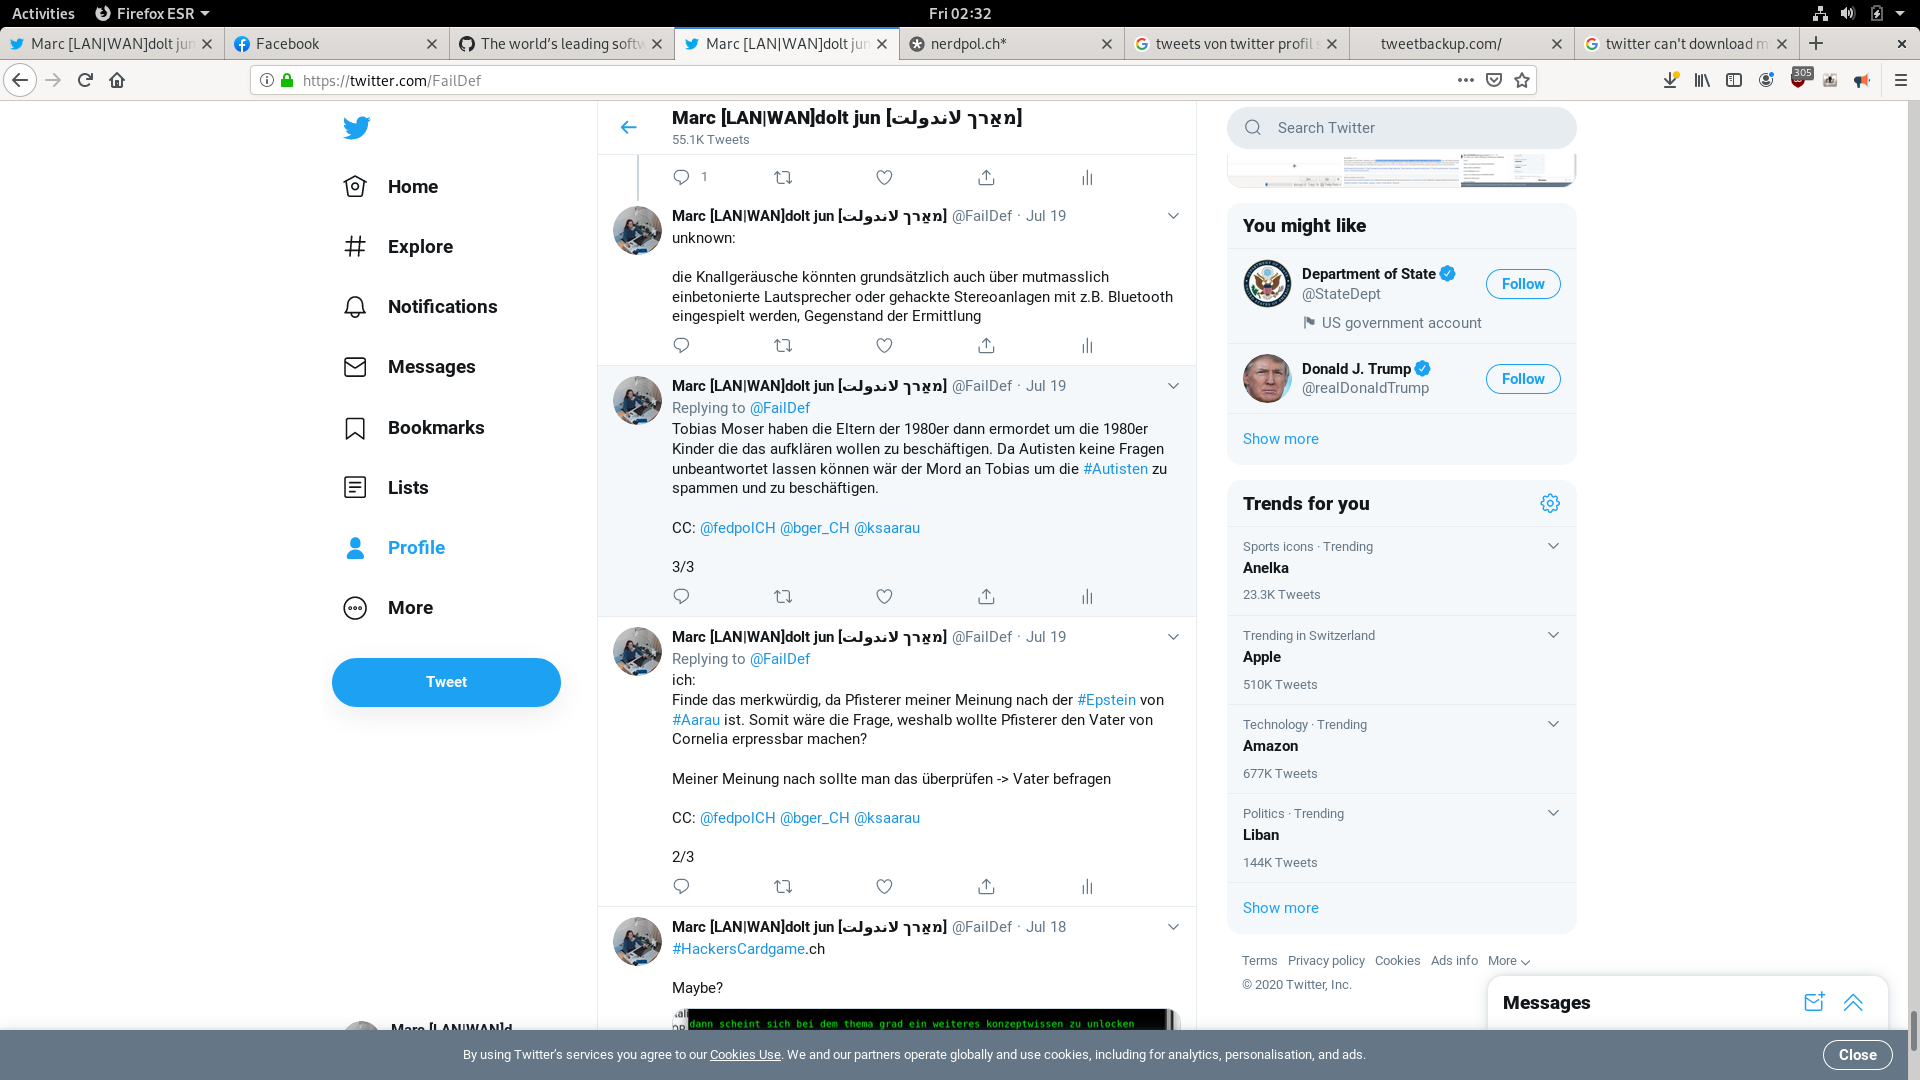 Activities Firefox ESR Fri 02:32
Marc [LAN|WAN]dolt jun Facebook The world's leading softw Marc [LAN|WAN]dolt jun nerdpol.ch* tweets von twitter profil s tweetbackup.com/ twitter can't download m
https://twitter.com/FailDef 305
Home
Explore
Notifications
Messages
Bookmarks
Lists
Profile
More
Tweet
Marc [LAN|WAN]d
Marc [LAN|WAN]dolt jun [מאַרך לאנדולת]
55.1K Tweets
1
Marc [LAN|WAN]dolt jun [מאַרך לאנדולת] @FailDef · Jul 19
unknown:
die Knallgeräusche könnten grundsätzlich auch über mutmasslich
einbetonierte Lautsprecher oder gehackte Stereoanlagen mit z.B. Bluetooth
eingespielt werden, Gegenstand der Ermittlung
Marc [LAN|WAN]dolt jun [מאַרך לאנדולת] @FailDef · Jul 19
Replying to @FailDef
Tobias Moser haben die Eltern der 1980er dann ermordet um die 1980er
Kinder die das aufklären wollen zu beschäftigen. Da Autisten keine Fragen
unbeantwortet lassen können wär der Mord an Tobias um die #Autisten zu
spammen und zu beschäftigen.
CC: @fedpolCH @bger_CH @ksaarau
3/3
Marc [LAN|WAN]dolt jun [מאַרך לאנדולת] @FailDef · Jul 19
Replying to @FailDef
ich:
Finde das merkwürdig, da Pfisterer meiner Meinung nach der #Epstein von
#Aarau ist. Somit wäre die Frage, weshalb wollte Pfisterer den Vater von
Cornelia erpressbar machen?
Meiner Meinung nach sollte man das überprüfen -> Vater befragen
CC: @fedpolCH @bger_CH @ksaarau
2/3
Marc [LAN|WAN]dolt jun [מאַרך לאנדולת] @FailDef · Jul 18
#HackersCardgame.ch
Maybe?
dann scheint sich bei dem thema grad ein weiteres konzeptwissen zu unlocken
Search Twitter
You might like
Department of State
@StateDept
Follow
US government account
Donald J. Trump
@realDonaldTrump
Follow
Show more
Trends for you
Sports icons · Trending
Anelka
23.3K Tweets
Trending in Switzerland
Apple
510K Tweets
Technology · Trending
Amazon
677K Tweets
Politics · Trending
Liban
144K Tweets
Show more
Terms Privacy policy Cookies Ads info More
© 2020 Twitter, Inc.
Messages
By using Twitter's services you agree to our Cookies Use. We and our partners operate globally and use cookies, including for analytics, personalisation, and ads.
Close